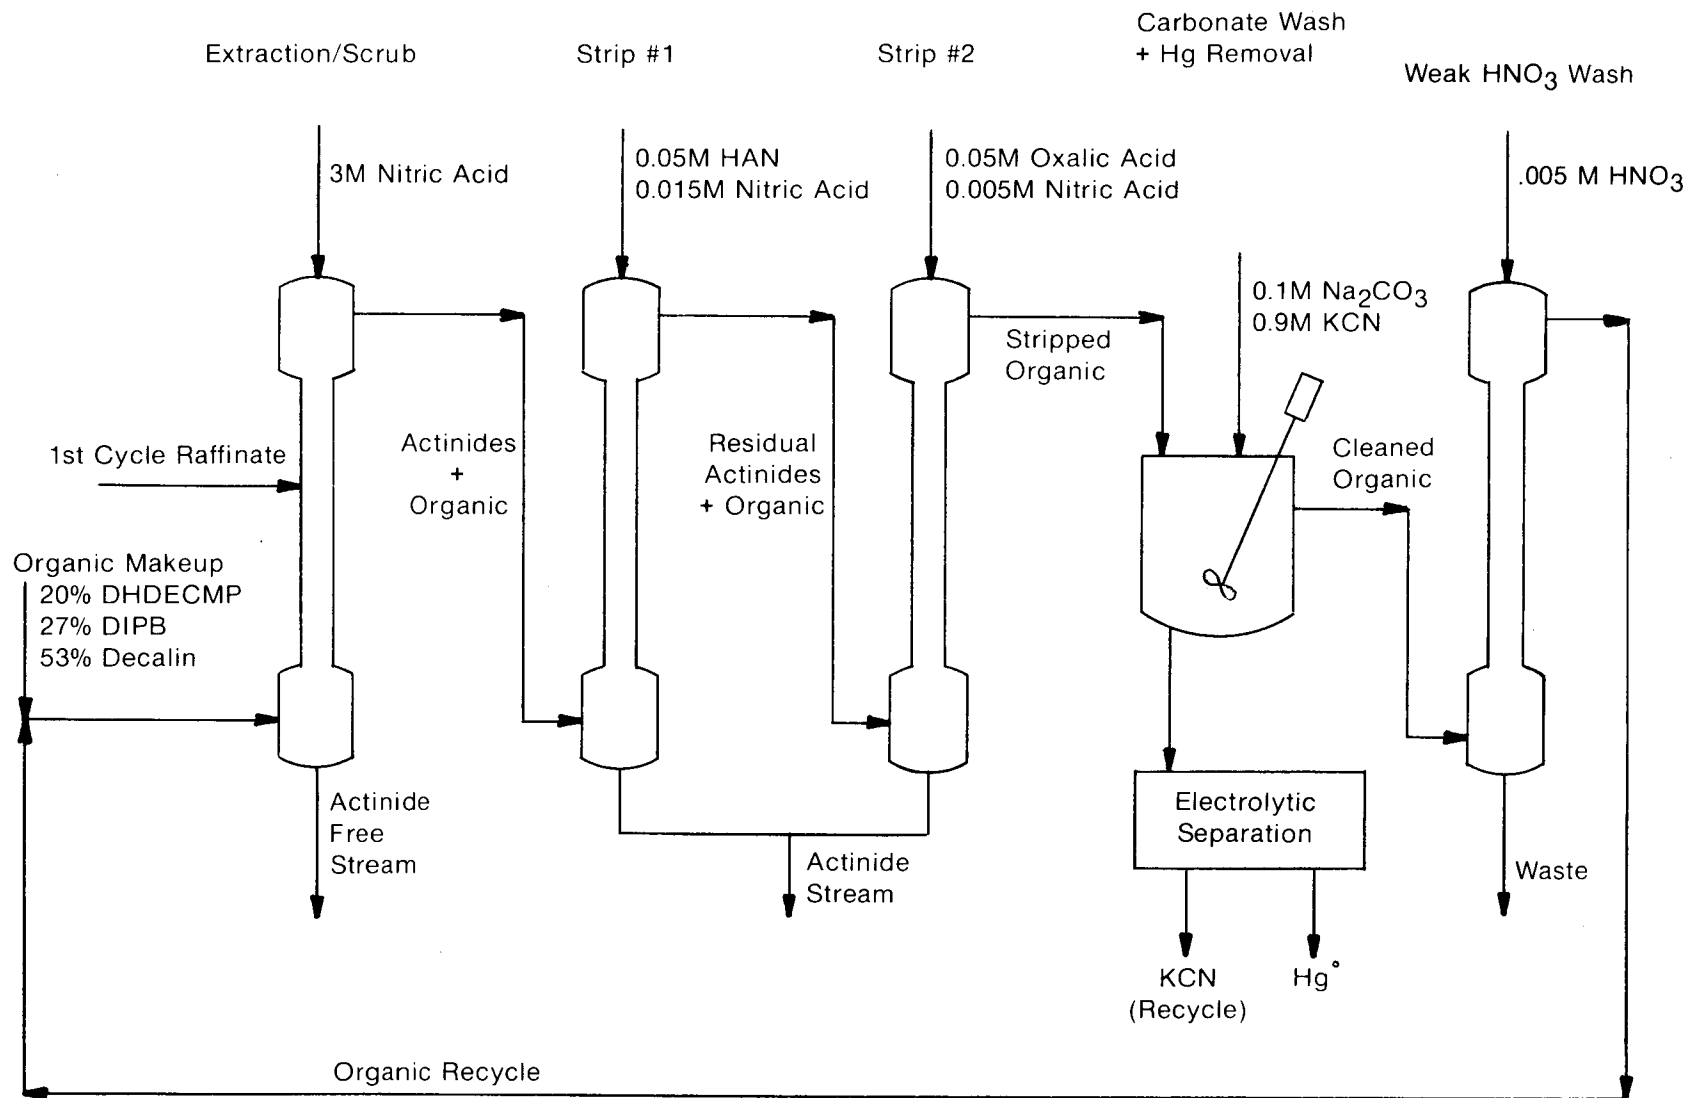 Extraction/Scrub
Strip #1
Strip #2
Carbonate Wash
+ Hg Removal
Weak HNO3 Wash
3M Nitric Acid
0.05M HAN
0.015M Nitric Acid
0.05M Oxalic Acid
0.005M Nitric Acid
0.1M Na2CO3
0.9M KCN
.005 M HNO3
1st Cycle Raffinate
Actinides
+
Organic
Residual
Actinides
+ Organic
Stripped
Organic
Cleaned
Organic
Organic Makeup
20% DHDECMP
27% DIPB
53% Decalin
Actinide
Free
Stream
Actinide
Stream
Electrolytic
Separation
Waste
KCN
(Recycle)
Hg°
Organic Recycle